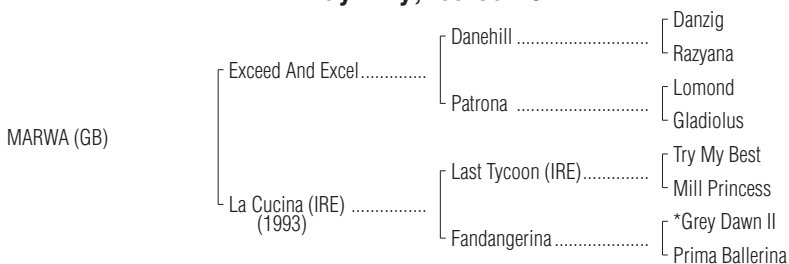 Danzig
Danehill ............................
Razyana
Exceed And Excel..............
Lomond
Patrona ............................
Gladiolus
MARWA (GB)
Try My Best
Last Tycoon (IRE)..............
Mill Princess
La Cucina (IRE) ................
(1993)
*Grey Dawn II
Fandangerina....................
Prima Ballerina